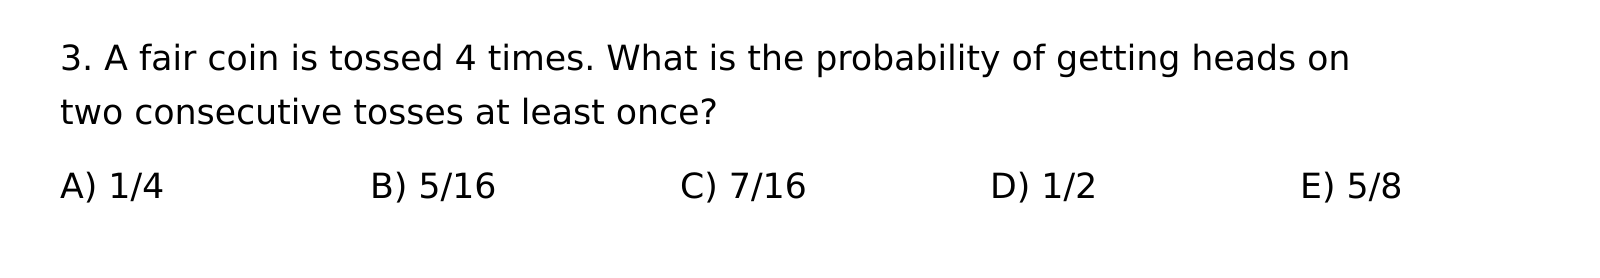 3. A fair coin is tossed 4 times. What is the probability of getting heads on
two consecutive tosses at least once?
A) 1/4 B) 5/16 C) 7/16 D) 1/2 E) 5/8